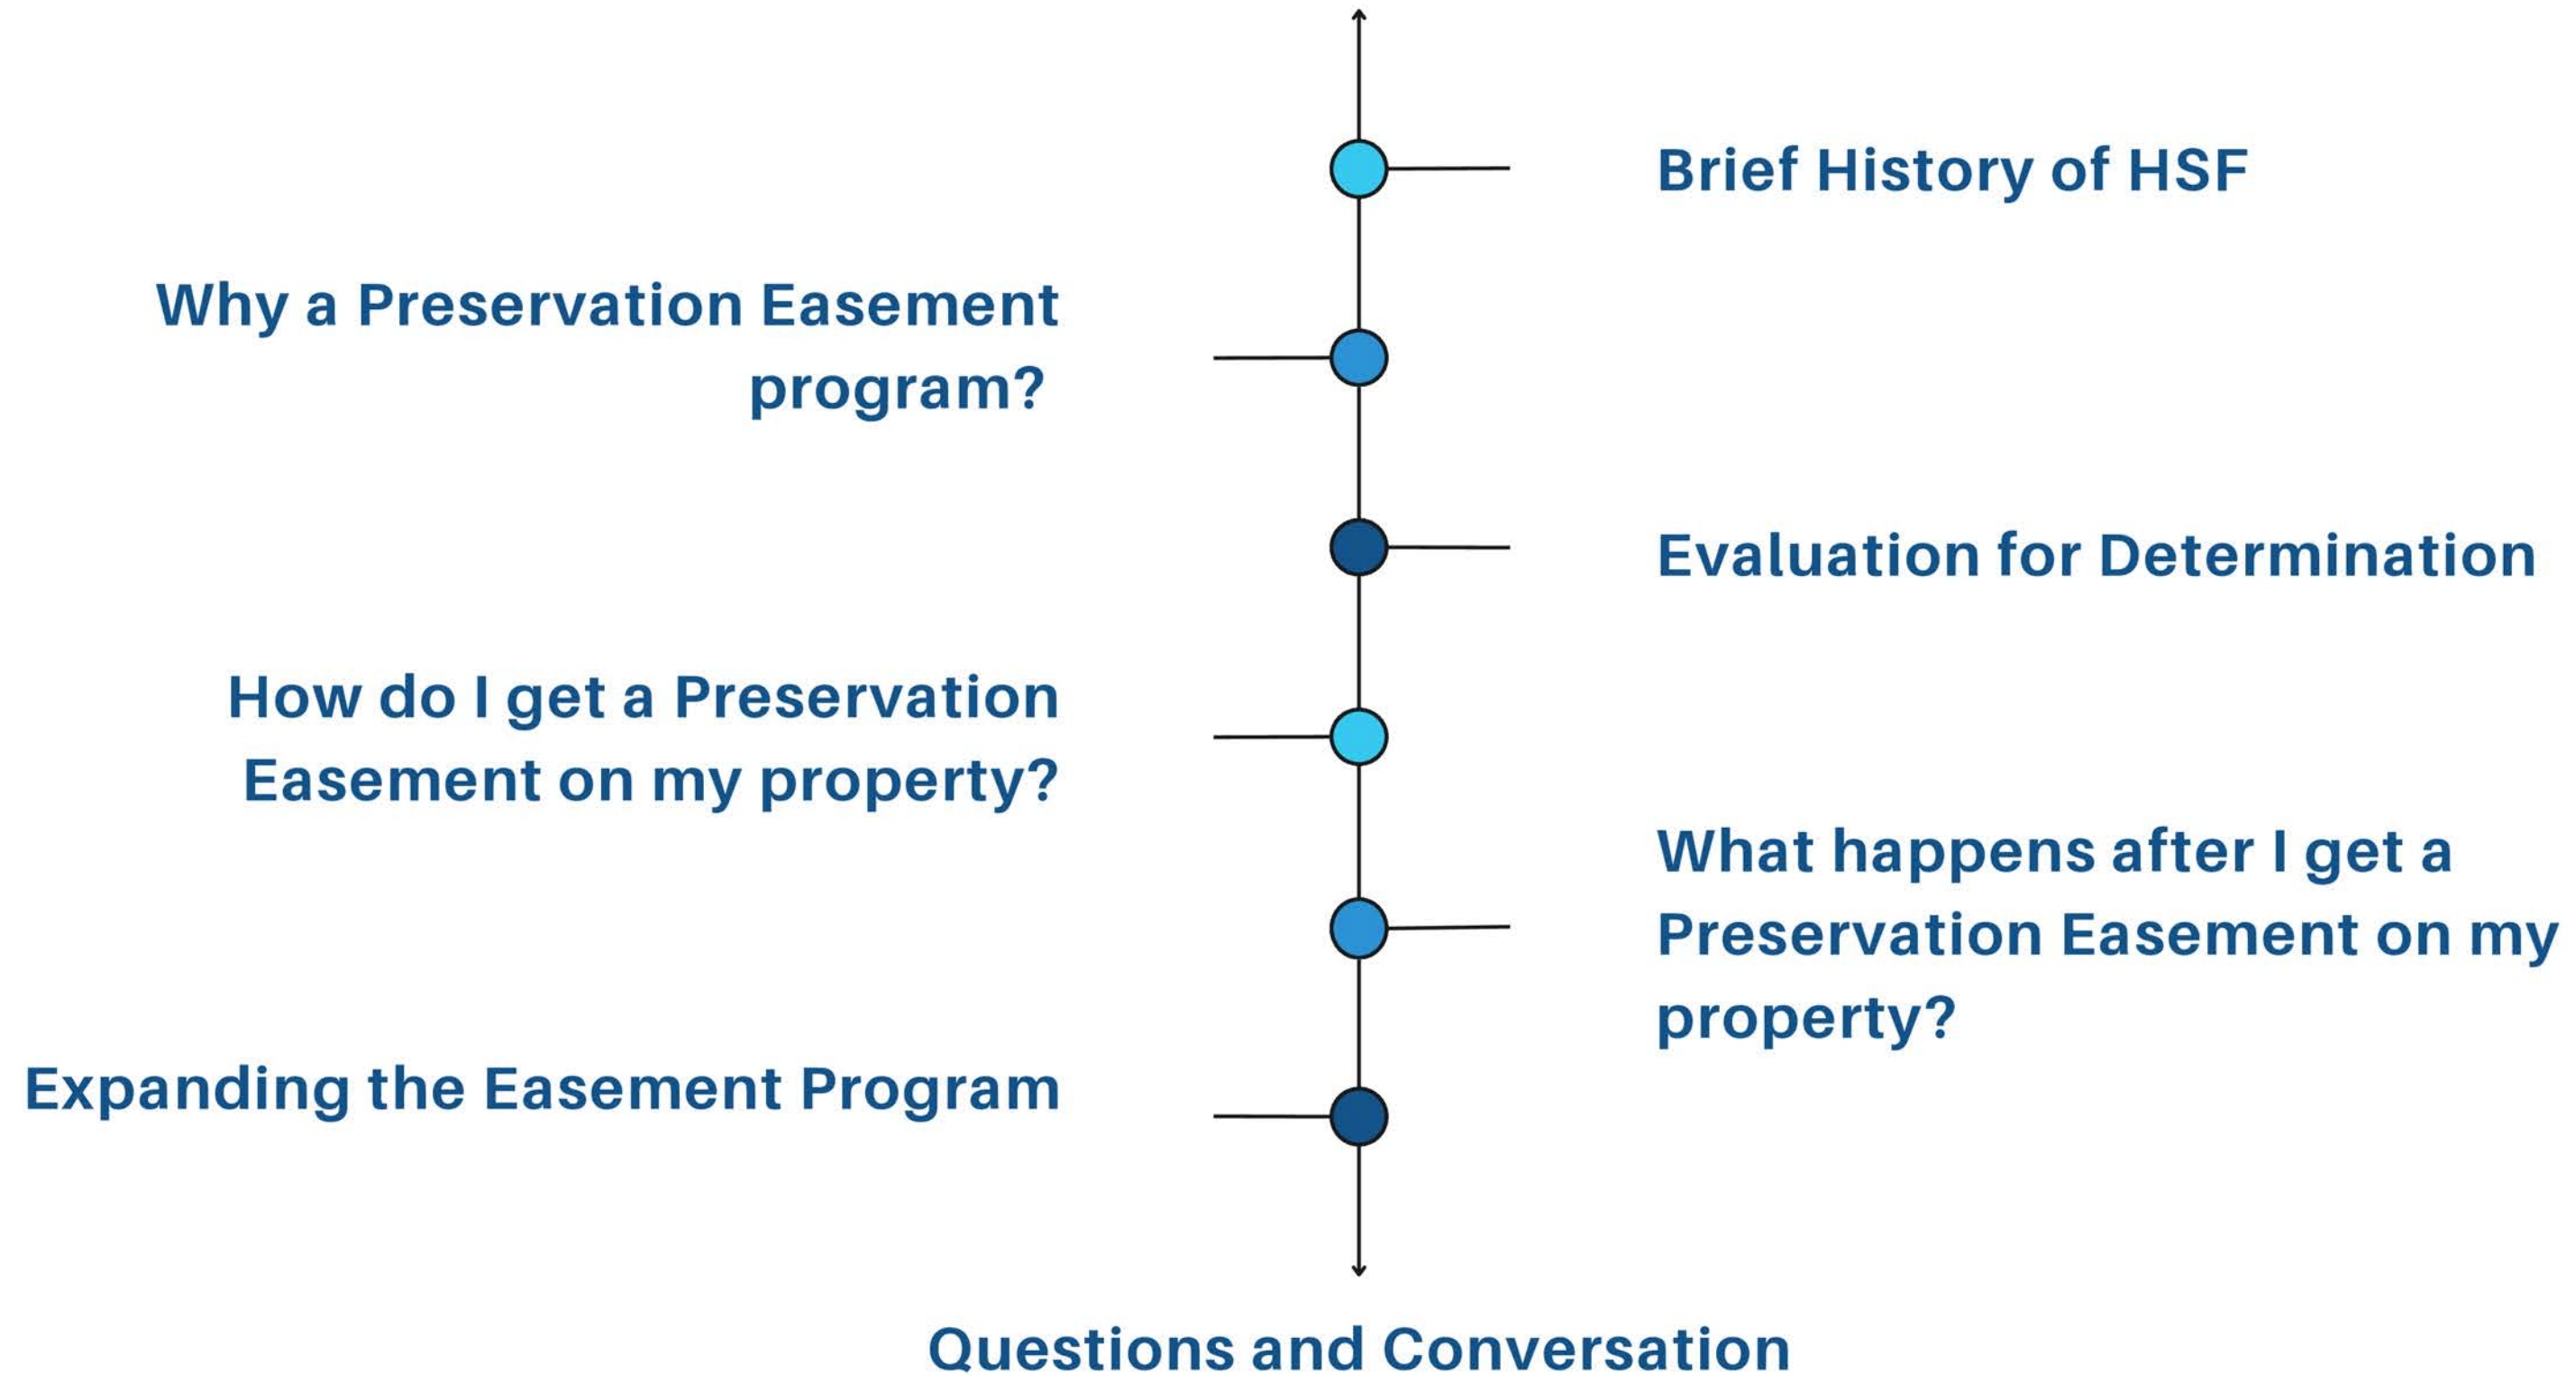 Brief History of HSF
Why a Preservation Easement
program?
Evaluation for Determination
How do I get a Preservation
Easement on my property?
What happens after I get a
Preservation Easement on my
property?
Expanding the Easement Program
Questions and Conversation